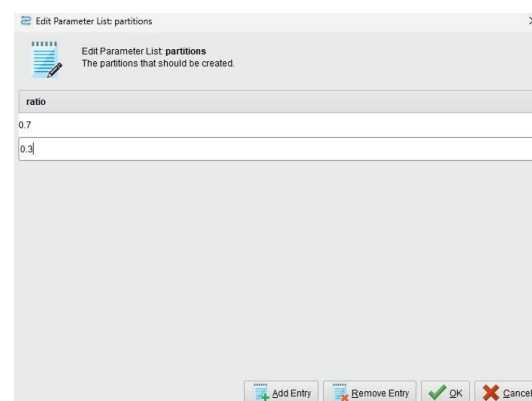 Edit Parameter List: partitions
Edit Parameter List: partitions
The partitions that should be created.
ratio
0.7
0.3
Add Entry
Remove Entry
OK
Cancel